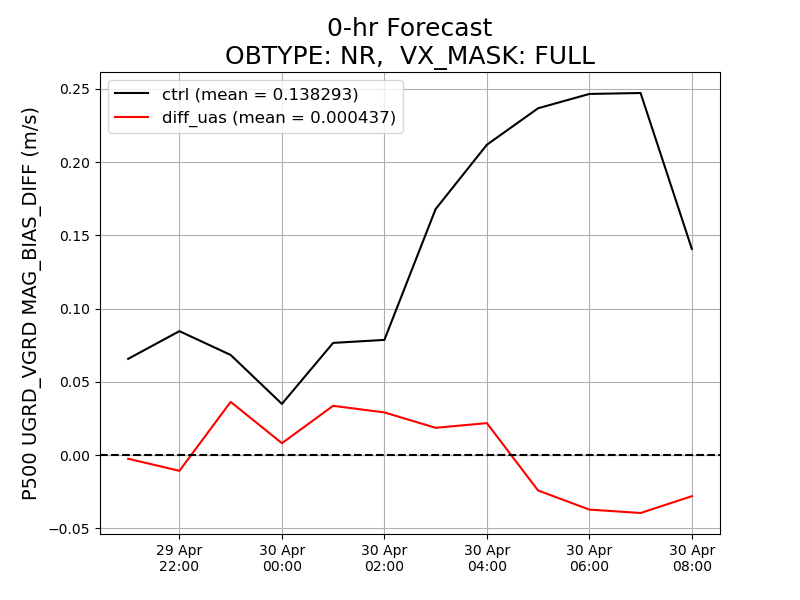 0-hr Forecast
OBTYPE: NR,  VX_MASK: FULL
P500 UGRD_VGRD MAG_BIAS_DIFF (m/s)
ctrl (mean = 0.138293)
diff_uas (mean = 0.000437)
0.25
0.20
0.15
0.10
0.05
0.00
−0.05
29 Apr
22:00
30 Apr
00:00
30 Apr
02:00
30 Apr
04:00
30 Apr
06:00
30 Apr
08:00